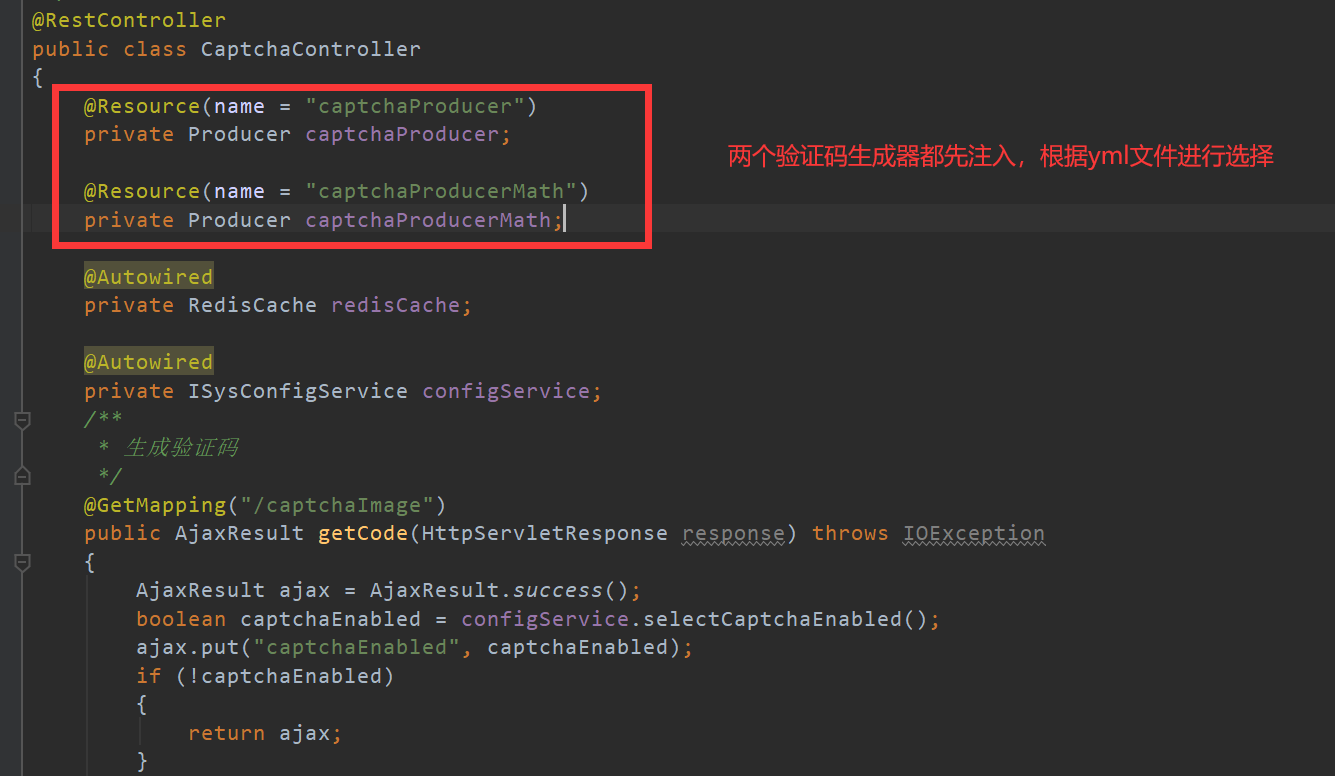 @RestController
public class CaptchaController
{
@Resource(name = "captchaProducer")
private Producer captchaProducer;
两个验证码生成器都先注入，根据yml文件进行选择
@Resource(name = "captchaProducerMath")
private Producer captchaProducerMath;
@Autowired
private RedisCache redisCache;
@Autowired
private ISysConfigService configService;
/**
* 生成验证码
*/
@GetMapping("/captchaImage")
public AjaxResult getCode(HttpServletResponse response) throws IOException
{
AjaxResult ajax = AjaxResult.success();
boolean captchaEnabled = configService.selectCaptchaEnabled();
ajax.put("captchaEnabled", captchaEnabled);
if (!captchaEnabled)
{
return ajax;
}